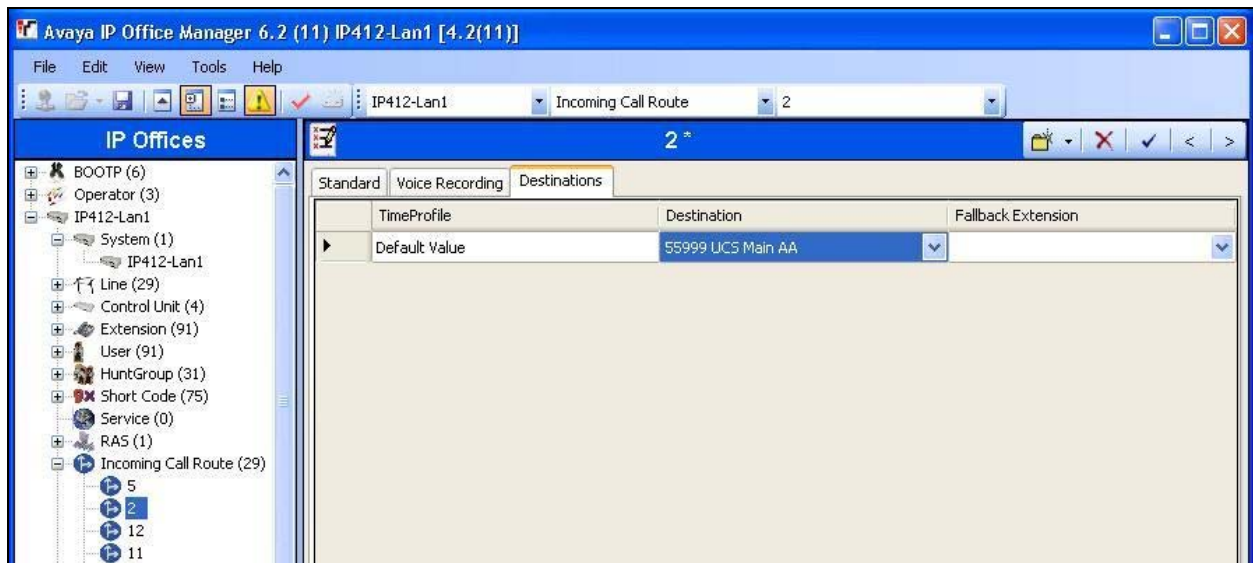 Avaya IP Office Manager 6.2 (11) IP412-Lan1 [4.2(11)]
File Edit View Tools Help
IP412-Lan1 Incoming Call Route 2
IP Offices
2 *
< >
BOOTP (6)
Operator (3)
IP412-Lan1
System (1)
IP412-Lan1
Line (29)
Control Unit (4)
Extension (91)
User (91)
HuntGroup (31)
Short Code (75)
Service (0)
RAS (1)
Incoming Call Route (29)
5
2
12
11
Standard Voice Recording Destinations
TimeProfile Destination Fallback Extension
Default Value 55999 UCS Main AA